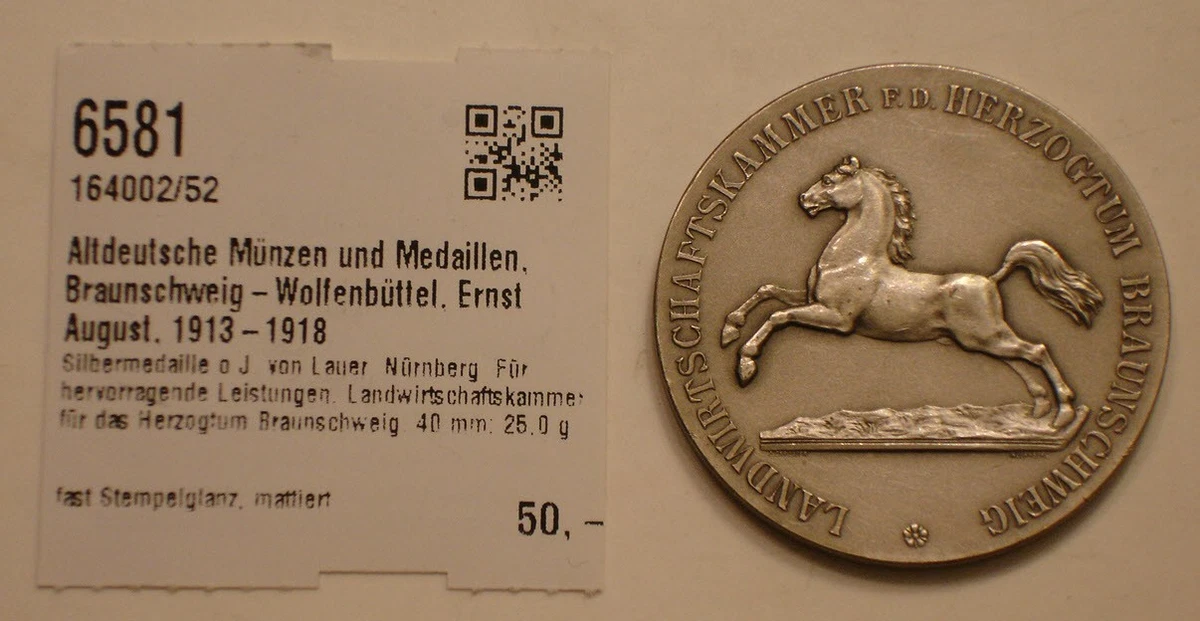 6581
164002/52
Altdeutsche Münzen und Medaillen,
Braunschweig – Wolfenbüttel, Ernst
August, 1913 – 1918
Silbermedaille o J von Lauer Nürnberg Für
hervorragende Leistungen. Landwirtschaftskamme
für das Herzogtum Braunschweig 40 mm; 25,0 g
fast Stempelglanz, mattiert
50,–
LANDWIRTSCHAFTSKAMMER F.D. HERZOGTUM BRAUNSCHWEIG